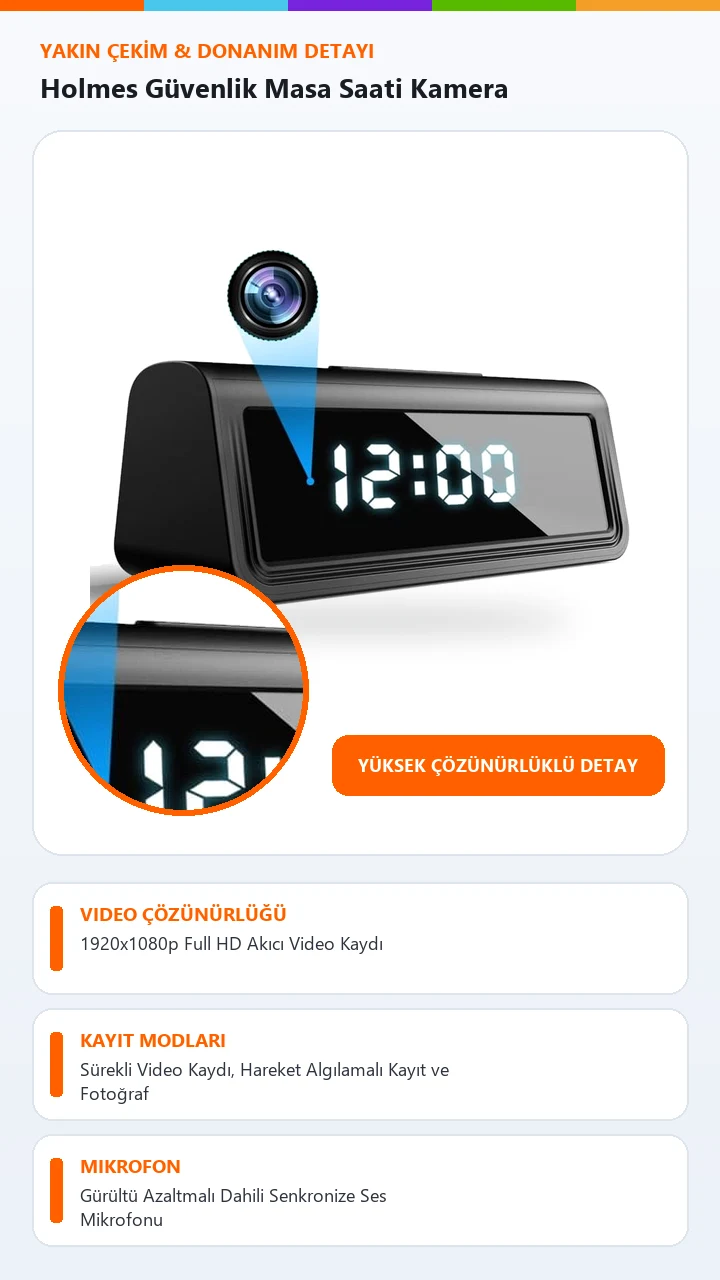 YAKIN ÇEKİM & DONANIM DETAYI
Holmes Güvenlik Masa Saati Kamera
12:00
12:
YÜKSEK ÇÖZÜNÜRLÜKLÜ DETAY
VIDEO ÇÖZÜNÜRLÜĞÜ
1920x1080p Full HD Akıcı Video Kaydı
KAYIT MODLARI
Sürekli Video Kaydı, Hareket Algılamalı Kayıt ve
Fotoğraf
MIKROFON
Gürültü Azaltmalı Dahili Senkronize Ses
Mikrofonu